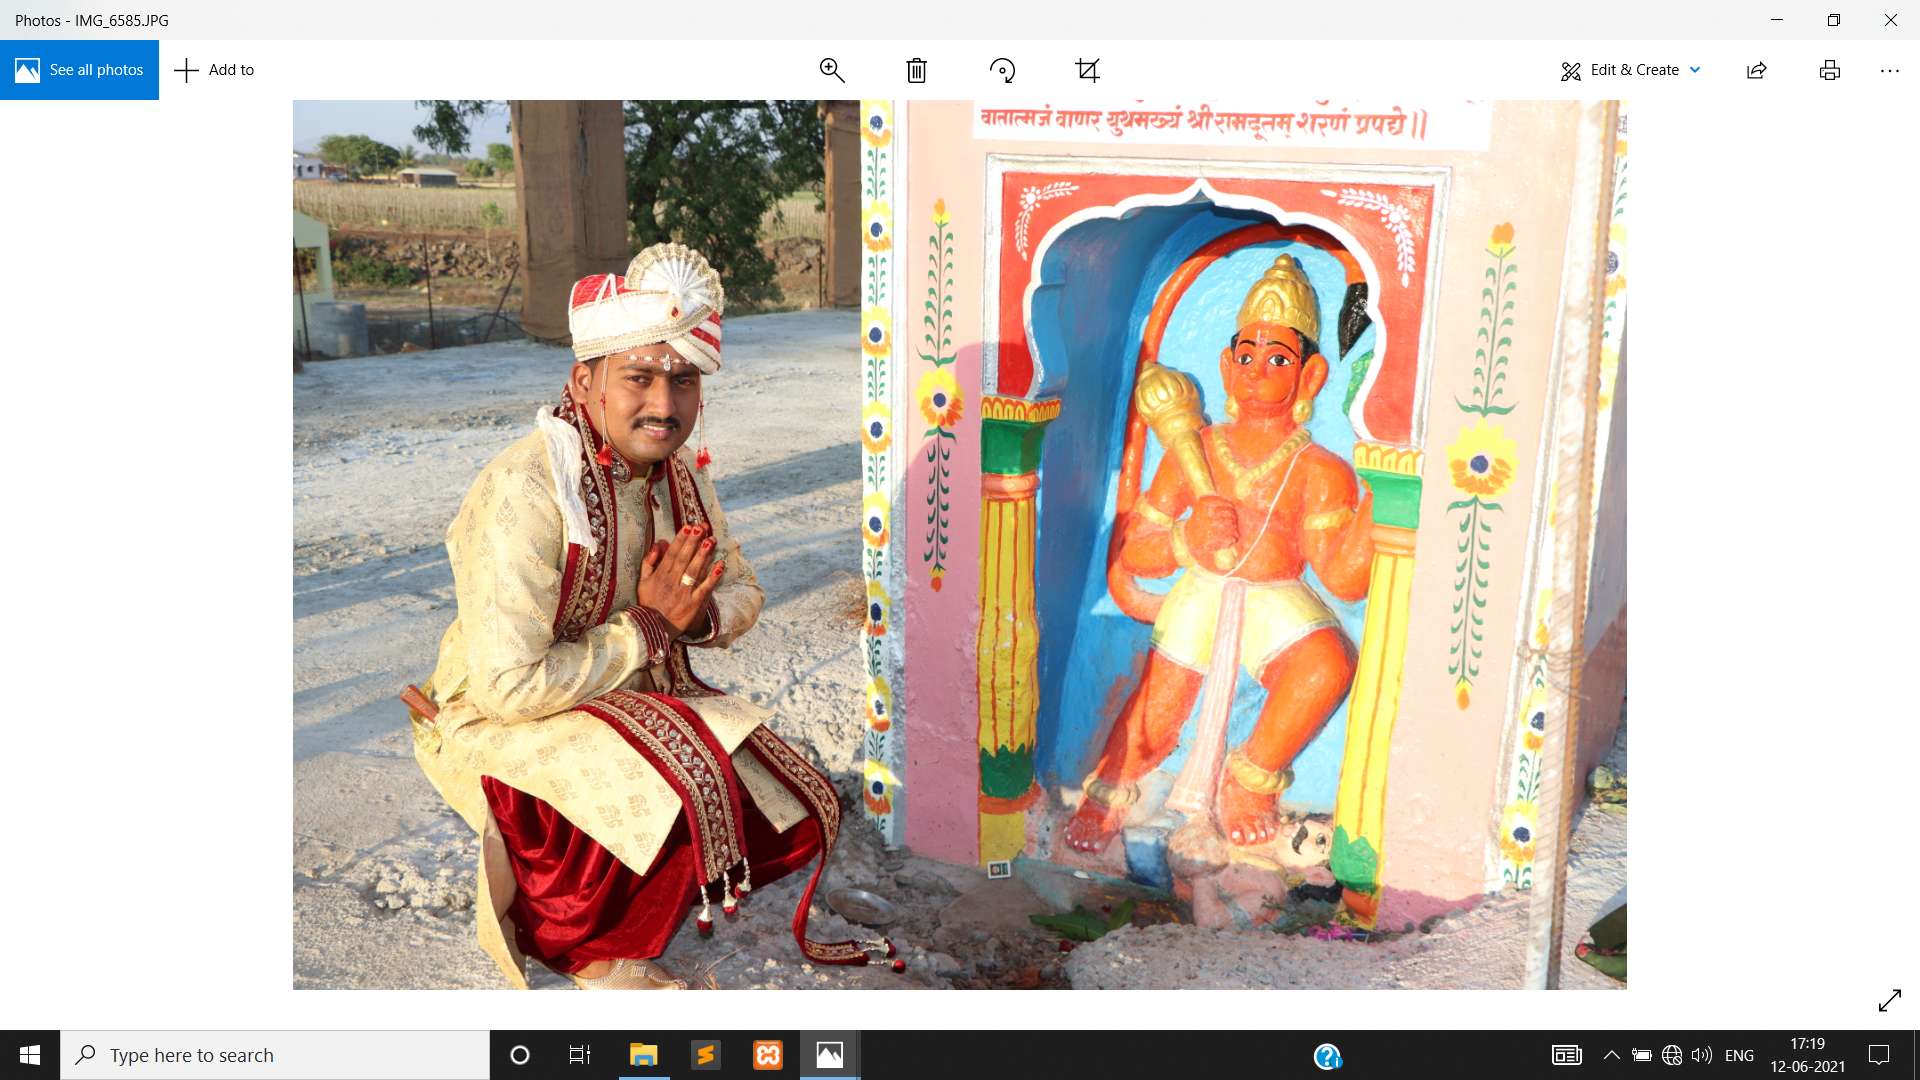 Photos - IMG_6585.JPG
See all photos
Add to
Edit & Create
वातात्मजं वाणर युथमख्यं श्री रामदूतम् शरणं प्रपद्ये ||
Type here to search
ENG
17:19
12-06-2021